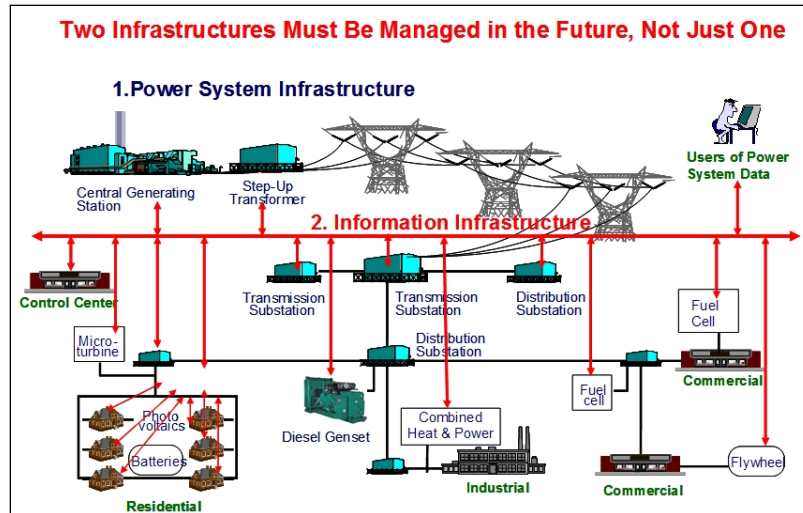 Two Infrastructures Must Be Managed in the Future, Not Just One
1.Power System Infrastructure
Users of Power
System Data
Central Generating
Station
Step-Up
Transformer
2. Information Infrastructure
Control Center
Transmission
Substation
Transmission
Substation
Distribution
Substation
Fuel
Cell
Micro-
turbine
Distribution
Substation
Commercial
Fuel
cell
Photo
voltaics
Batteries
Diesel Genset
Combined
Heat & Power
Flywheel
Residential
Industrial
Commercial